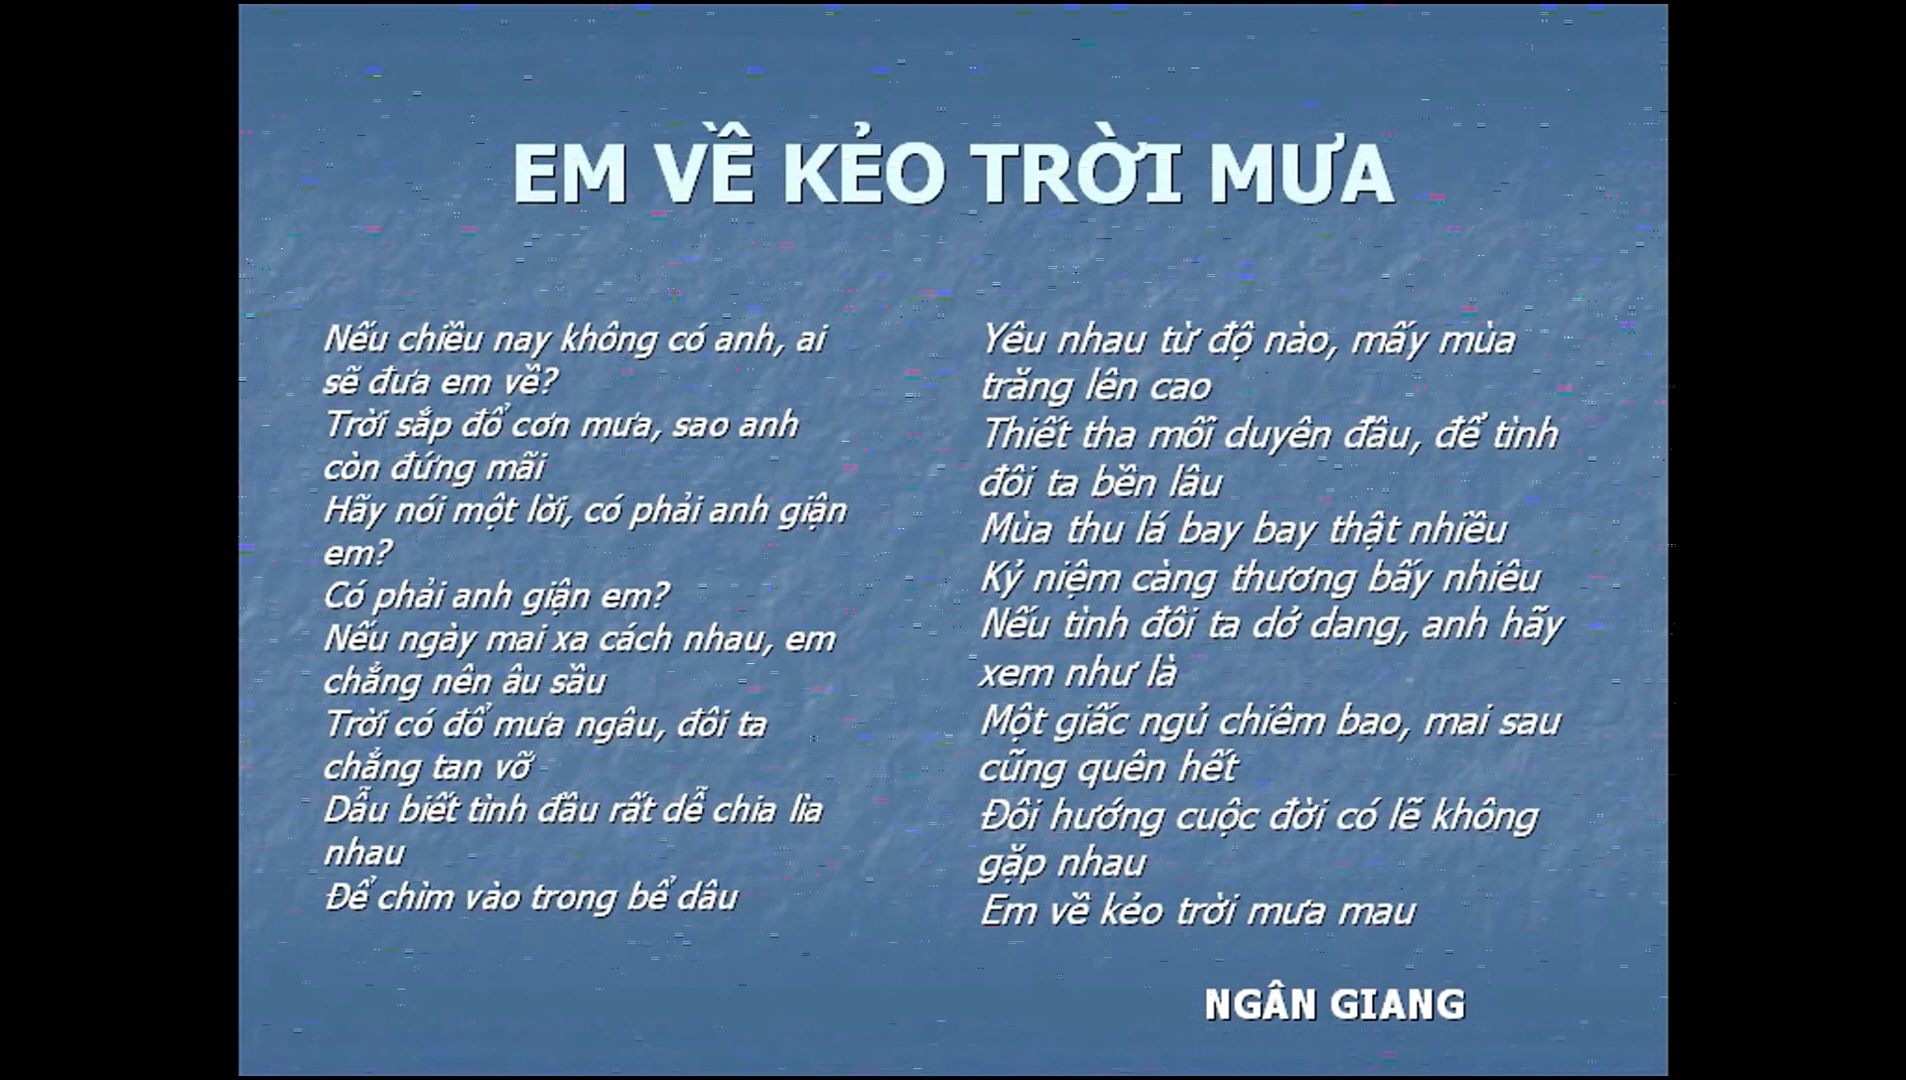 EM VỀ KẺO TRỜI MƯA
Nếu chiều nay không có anh, ai
sẽ đưa em về?
Trời sắp đổ cơn mưa, sao anh
còn đứng mãi
Hãy nói một lời, có phải anh giận
em?
Có phải anh giận em?
Nếu ngày mai xa cách nhau, em
chẳng nên âu sầu
Trời có đổ mưa ngâu, đôi ta
chẳng tan vỡ
Dẫu biết tình đầu rất dễ chia lìa
nhau
Để chìm vào trong bể dâu
Yêu nhau từ độ nào, mấy mùa
trăng lên cao
Thiết tha mối duyên đầu, để tình
đôi ta bền lâu
Mùa thu lá bay bay thật nhiều
Kỷ niệm càng thương bấy nhiêu
Nếu tình đôi ta dở dang, anh hãy
xem như là
Một giấc ngủ chiêm bao, mai sau
cũng quên hết
Đôi hướng cuộc đời có lẽ không
gặp nhau
Em về kẻo trời mưa mau
NGÂN GIANG